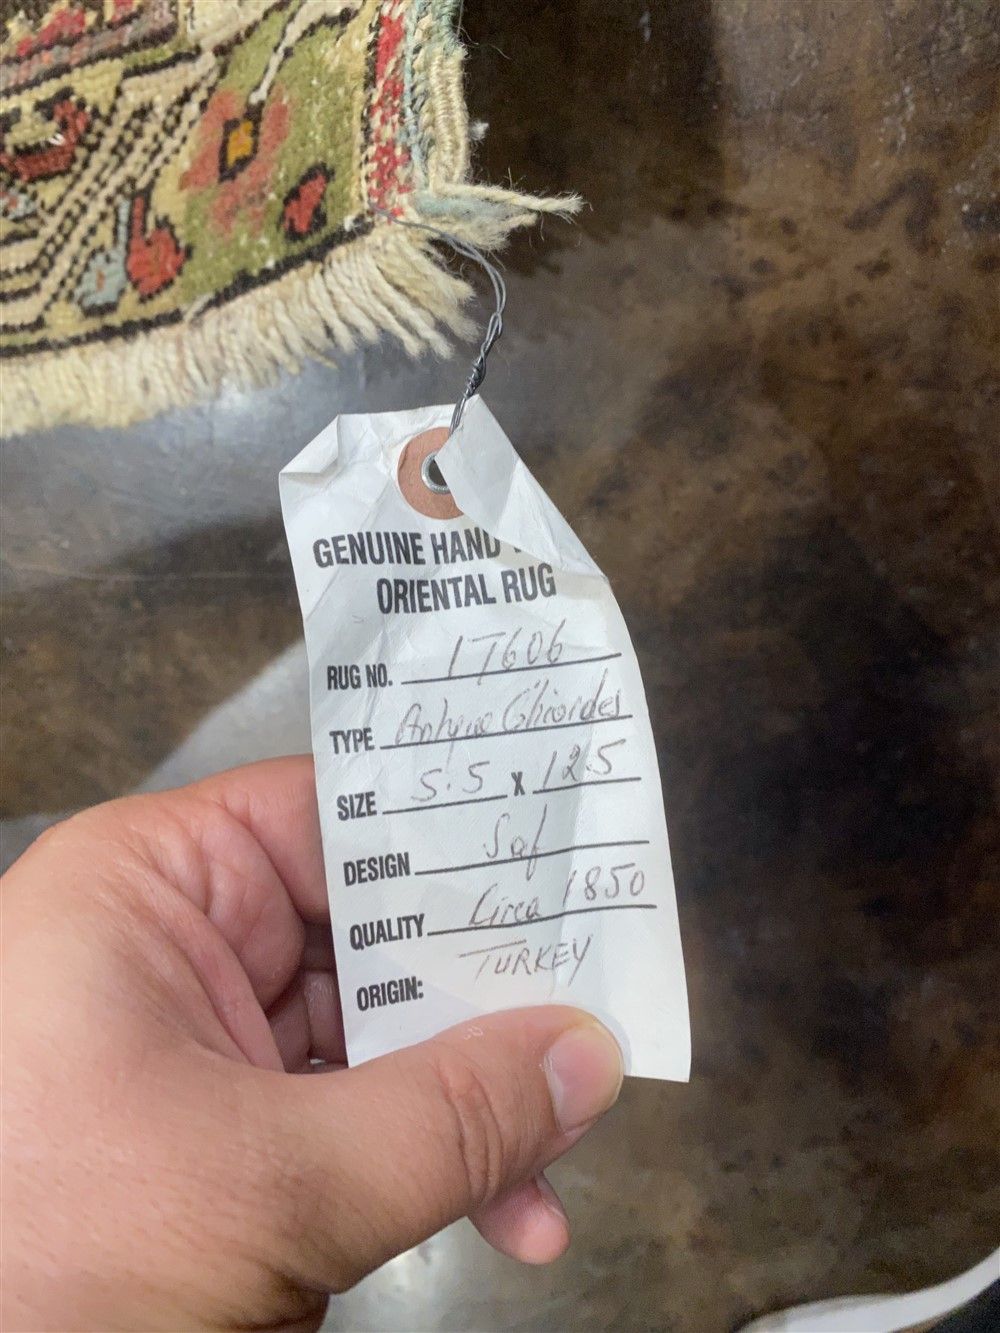 GENUINE HAND
ORIENTAL RUG
RUG NO. 17606
TYPE Antique Ghiordes
SIZE 5.5 x 12.5
DESIGN Saf
QUALITY Circa 1850
ORIGIN: TURKEY